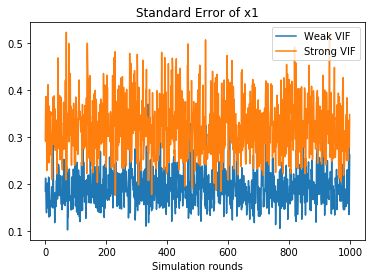 Standard Error of x1
Weak VIF
Strong VIF
0.5
0.4
0.3
0.2
0.1
0 200 400 600 800 1000
Simulation rounds